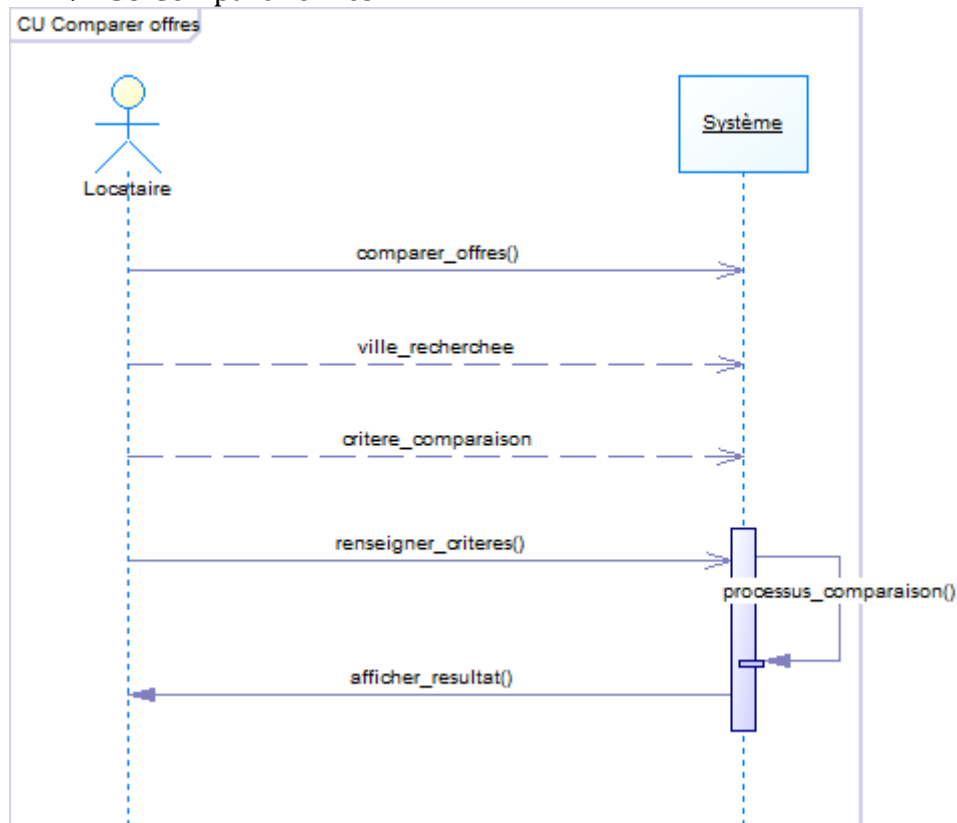 CU Comparer offres
Système
Locataire
comparer_offres()
ville_recherchee
critere_comparaison
renseigner_criteres()
processus_comparaison()
afficher_resultat()